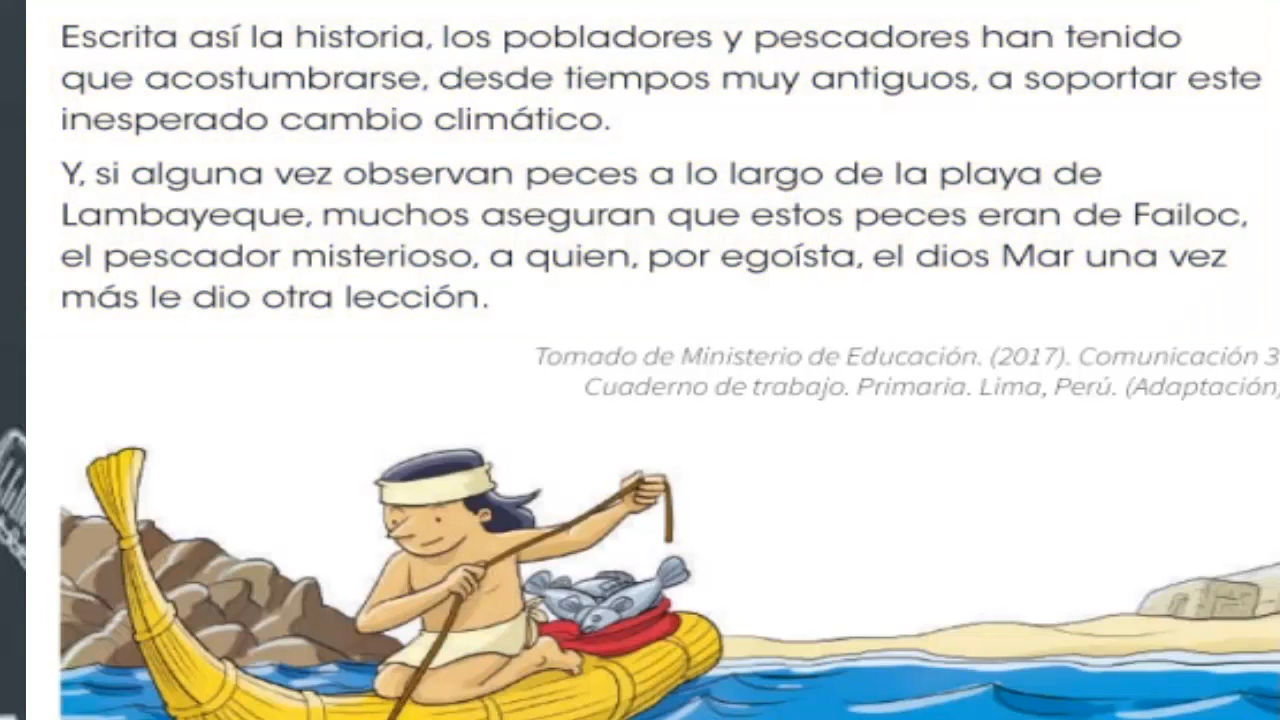 Escrita así la historia, los pobladores y pescadores han tenido
que acostumbrarse, desde tiempos muy antiguos, a soportar este
inesperado cambio climático.
Y, si alguna vez observan peces a lo largo de la playa de
Lambayeque, muchos aseguran que estos peces eran de Failoc,
el pescador misterioso, a quien, por egoísta, el dios Mar una vez
más le dio otra lección.
Tomado de Ministerio de Educación. (2017). Comunicación 3
Cuaderno de trabajo. Primaria. Lima, Perú. (Adaptación)